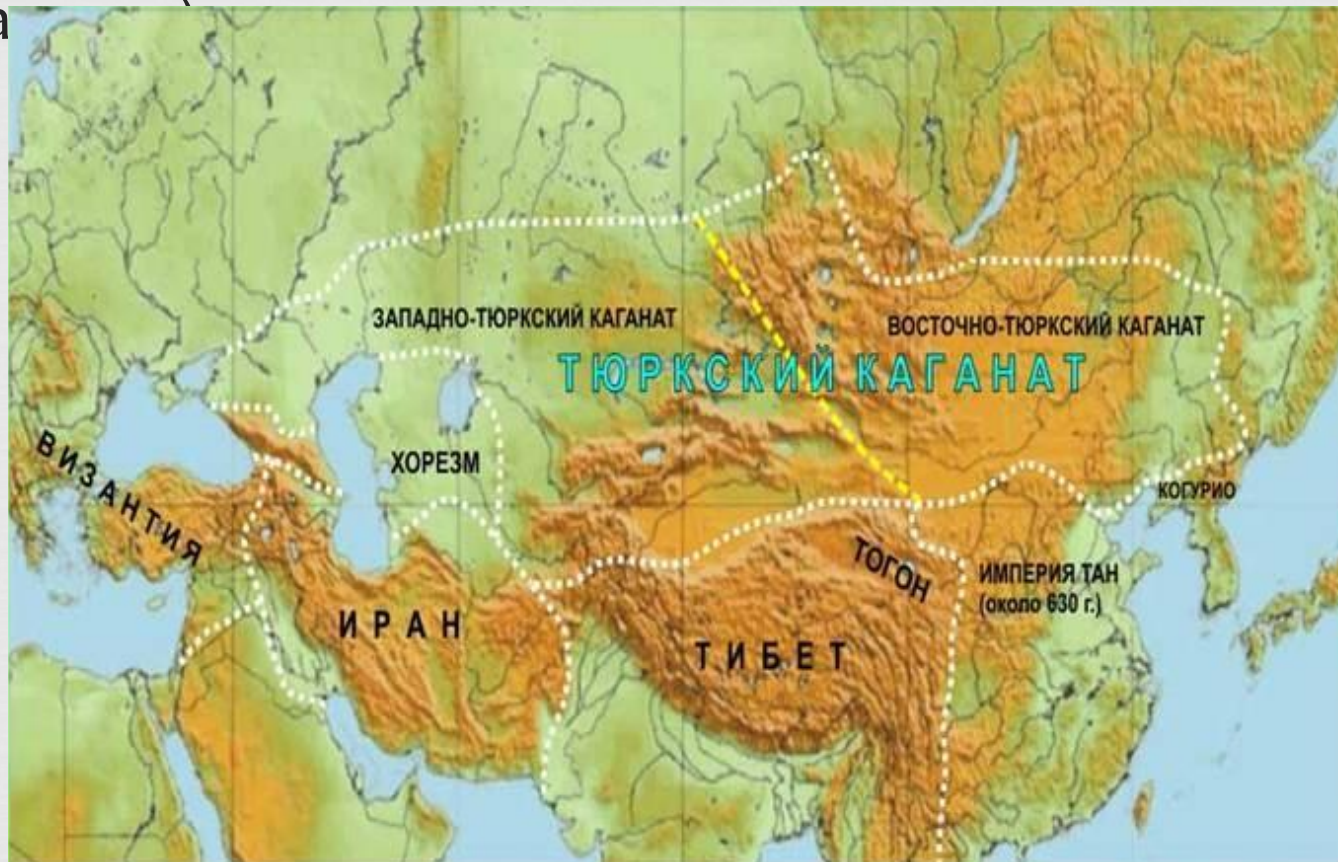 а
ЗАПАДНО-ТЮРКСКИЙ КАГАНАТ
ВОСТОЧНО-ТЮРКСКИЙ КАГАНАТ
ТЮРКСКИЙ КАГАНАТ
ВИЗАНТИЯ
ХОРЕЗМ
КОГУРИО
ТОГОН
ИМПЕРИЯ ТАН
(около 630 г.)
ИРАН
ТИБЕТ